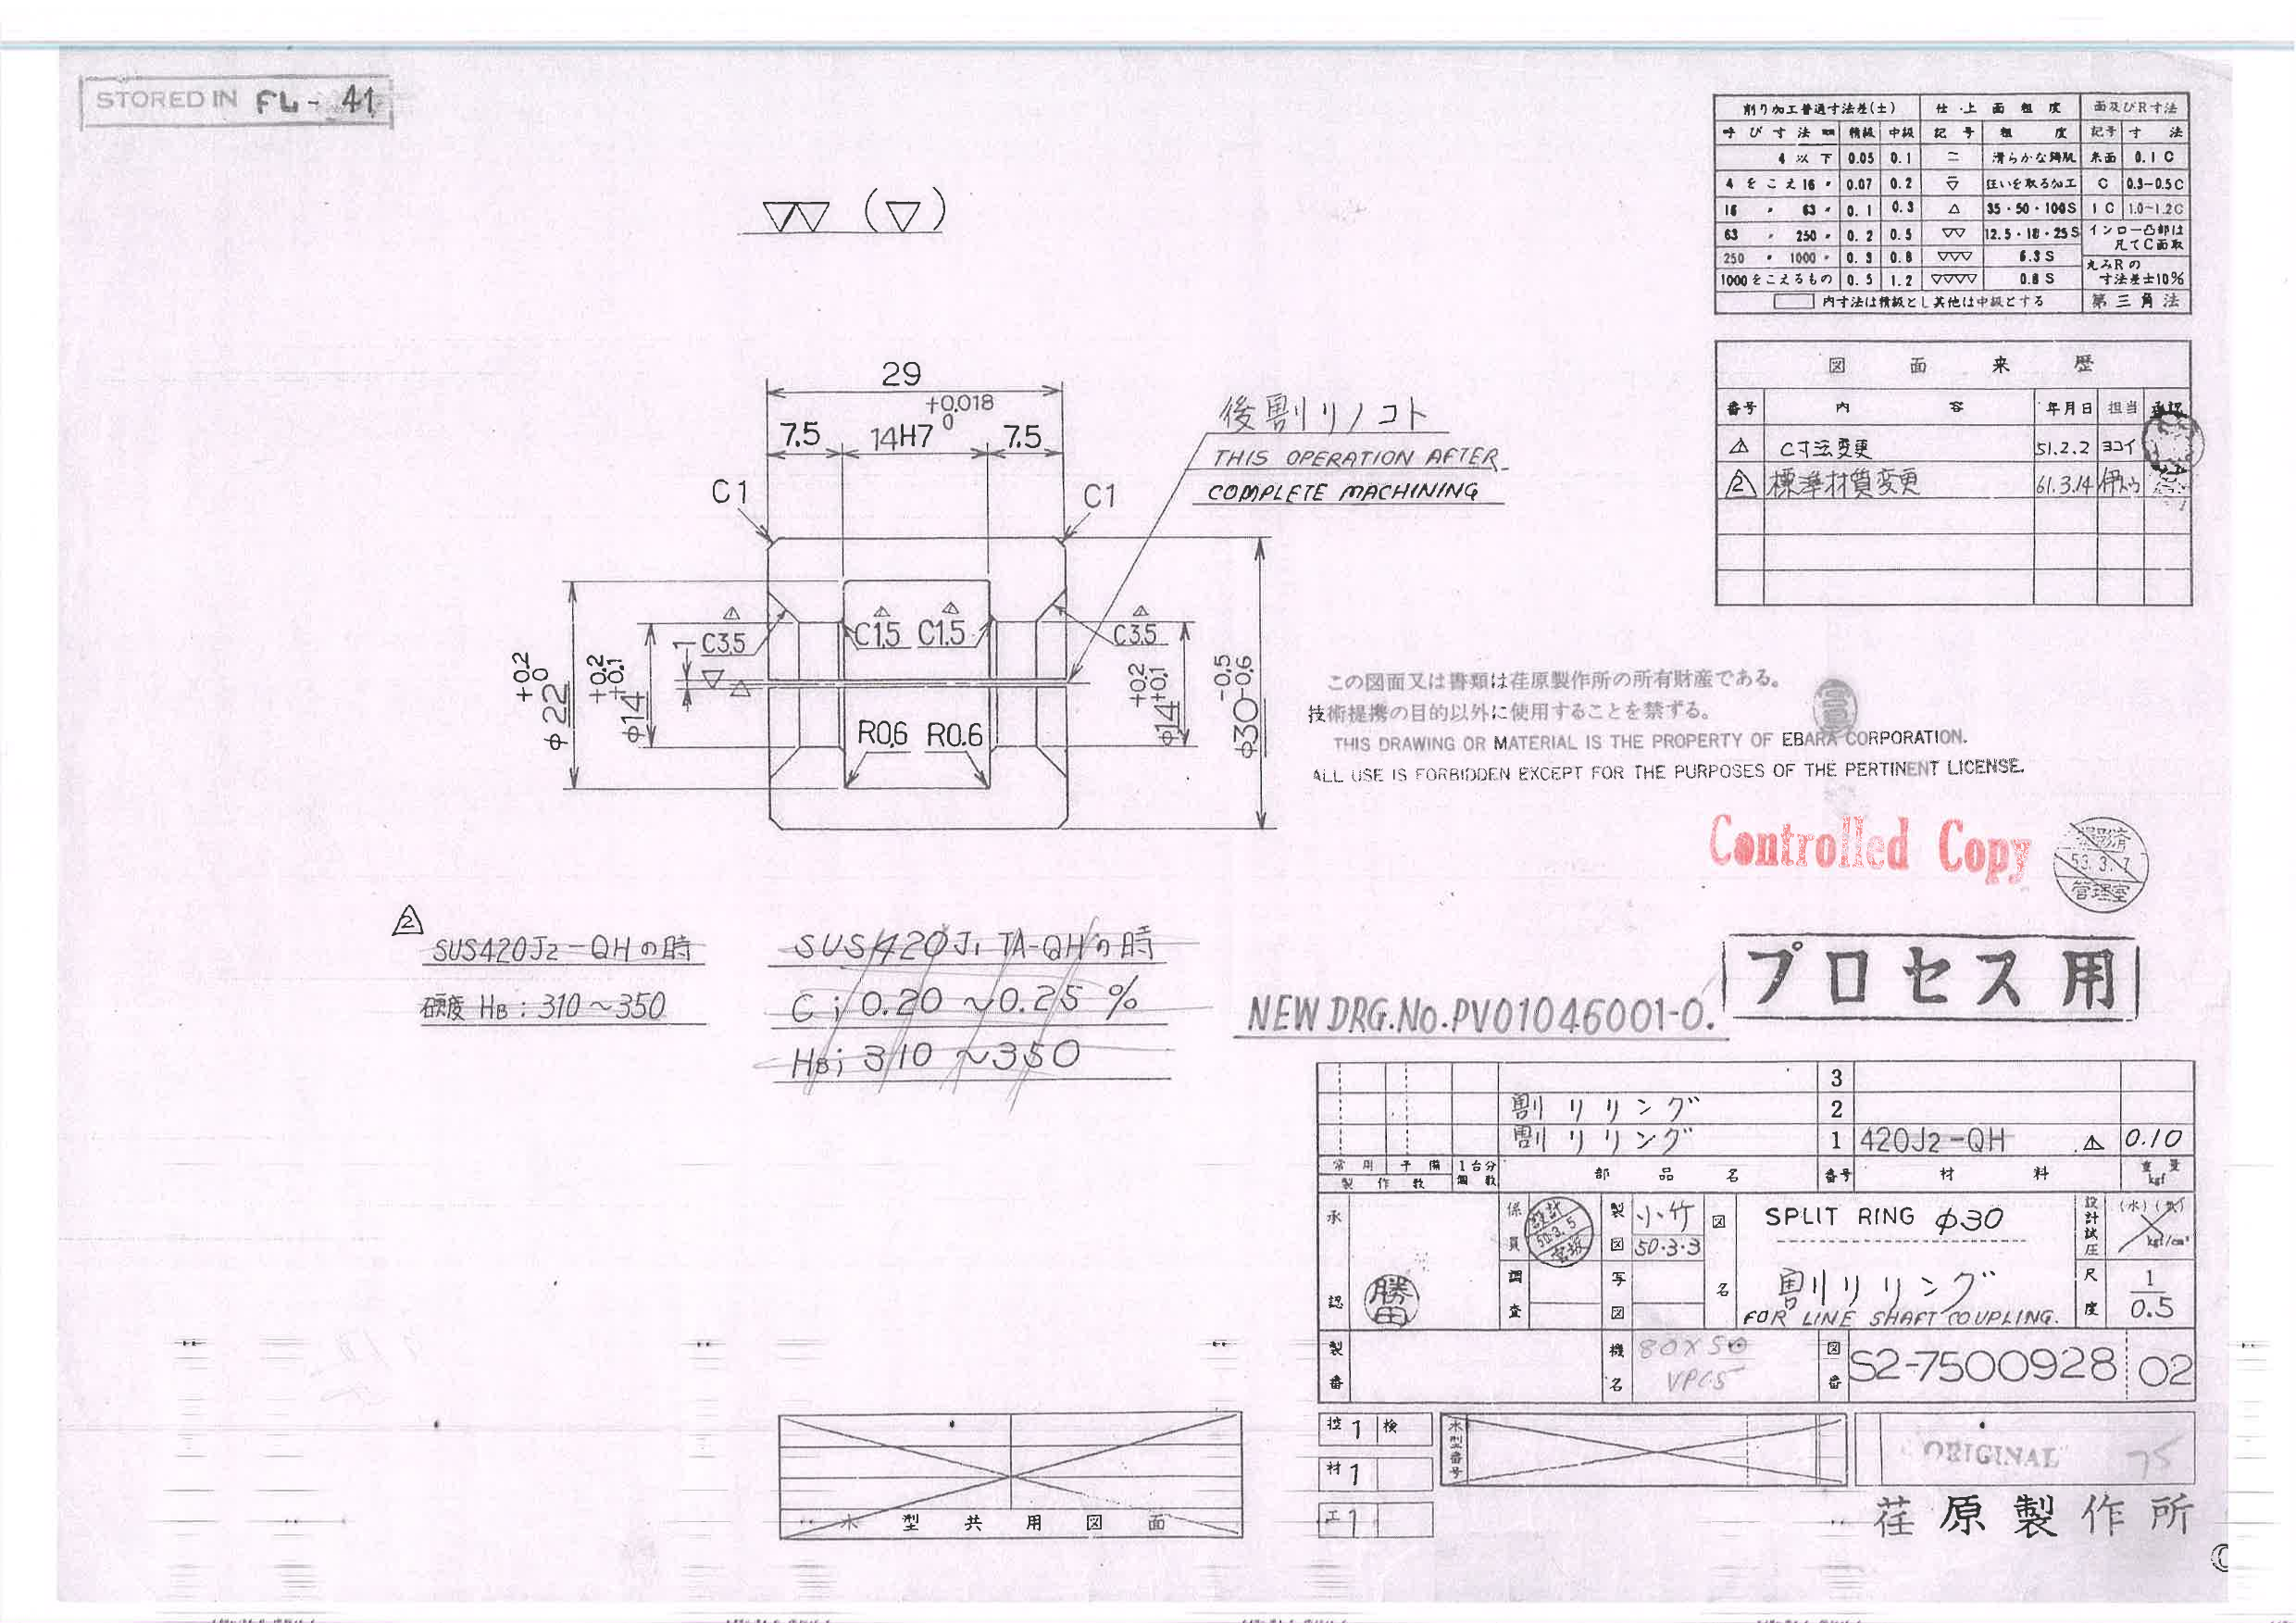 STORED IN FL-41
▽▽ (▽)
削り加工普通寸法差(±) 仕上面粗度 面及びR寸法
呼び寸法 mm 精級 中級 記号 粗度 記号 寸法
4以下 0.05 0.1 滑らかな鋳肌 糸面 0.1C
4をこえ16〃 0.07 0.2 狂いを取る加工 C 0.3-0.5C
16 〃 63〃 0.1 0.3 △ 35・50・100S 1C 1.0~1.2C
63 〃 250〃 0.2 0.5 ▽▽ 12.5・18・25S インロー凸部は凡てC面取
250 〃 1000〃 0.3 0.8 ▽▽▽ 6.3S 丸みRの
1000をこえるもの 0.5 1.2 ▽▽▽▽ 0.8S 寸法差±10%
内寸法は精級とし其他は中級とする 第三角法
図面来歴
番号 内容 年月日 担当 承認
△ C寸法変更 51.2.2 ヨコイ
2 標準材質変更 61.3.14 伊トウ
29
+0.018
7.5 14H7 0 7.5
C1 C1
後割リノコト
THIS OPERATION AFTER
COMPLETE MACHINING
C3.5 C1.5 C1.5 C3.5
1
R0.6 R0.6
φ22 +0.2 0
φ14 +0.2 +0.1
φ14 +0.2 +0.1
φ30 -0.5 -0.6
この図面又は書類は荏原製作所の所有財産である。
技術提携の目的以外に使用することを禁ずる。
THIS DRAWING OR MATERIAL IS THE PROPERTY OF EBARA CORPORATION.
ALL USE IS FORBIDDEN EXCEPT FOR THE PURPOSES OF THE PERTINENT LICENSE.
Controlled Copy
53.3.7
管理室
2
SUS420J2-QHの時
硬度 HB:310~350
SUS420J1TA-QHの時
C; 0.20~0.25%
HB; 310~350
プロセス用
NEW DRG.No.PV01046001-0.
3
割リリング 2
割リリング 1 420J2-QH 0.10
常用 予備 1台分 部品名 番号 材料 重量
製作数 個数 kgf
承認 勝田
係員 設計 50.3.5 宮坂
製図 小竹 50・3・3
調査 写図
図名 SPLIT RING φ30
割リリング
FOR LINE SHAFT COUPLING.
設計試圧 (水) kgf/cm²
尺度 1/0.5
製番 機名 80X50
VPCS
図番 S2-7500928 02
控1 検
材1
工1
木型番号
ORIGINAL 75
木型共用図面
荏原製作所